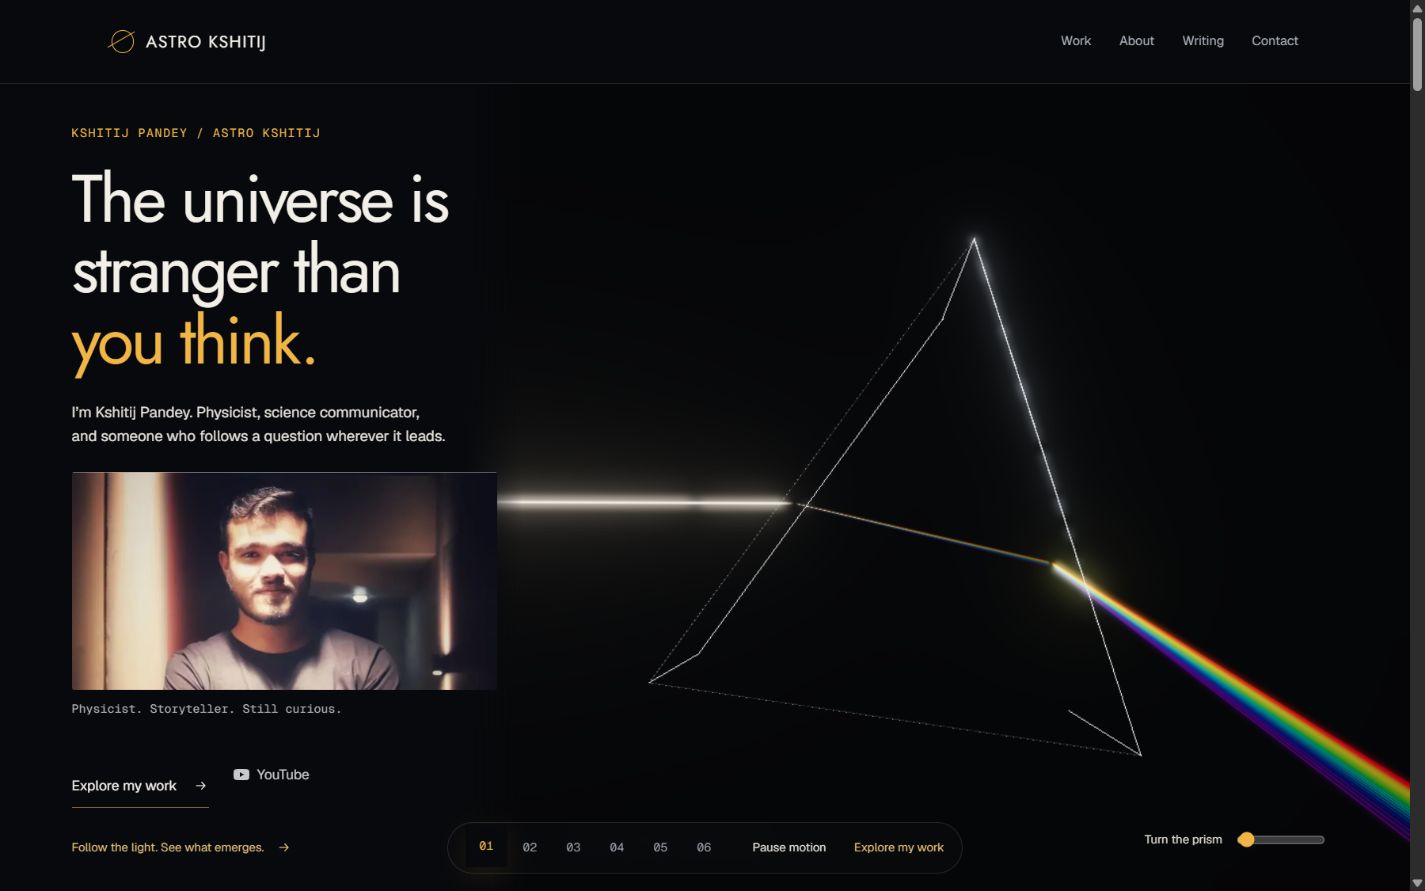 ASTRO KSHITIJ
Work
About
Writing
Contact
KSHITIJ PANDEY / ASTRO KSHITIJ
The universe is
stranger than
you think.
I'm Kshitij Pandey. Physicist, science communicator,
and someone who follows a question wherever it leads.
Physicist. Storyteller. Still curious.
Explore my work →
YouTube
Follow the light. See what emerges. →
01
02
03
04
05
06
Pause motion
Explore my work
Turn the prism